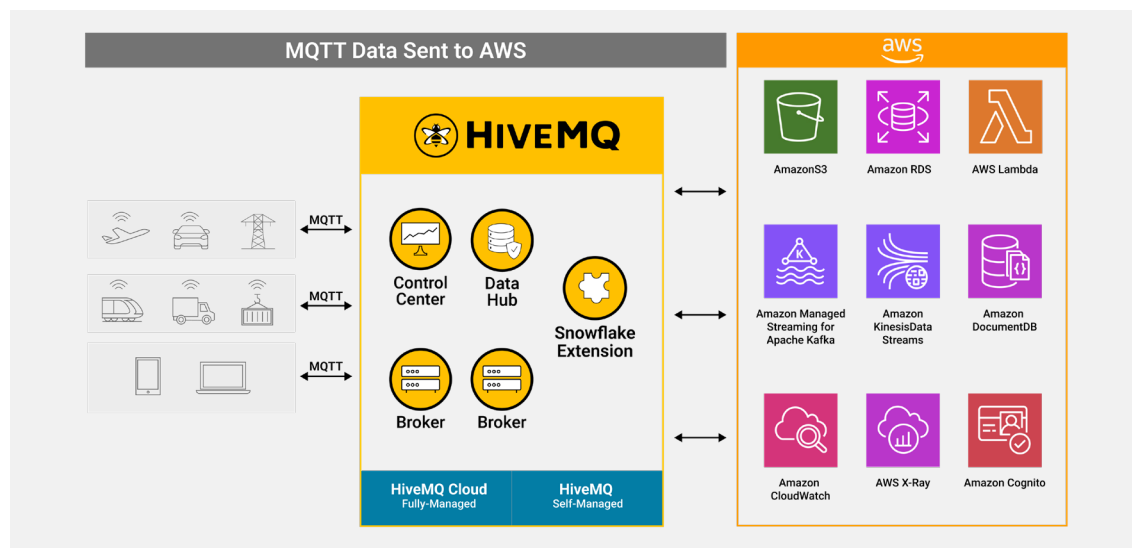 MQTT Data Sent to AWS
aws
HIVEMQ
AmazonS3
Amazon RDS
AWS Lambda
MQTT
MQTT
MQTT
Control
Center
Data
Hub
Snowflake
Extension
Broker
Broker
K
Amazon Managed
Streaming for
Apache Kafka
Amazon
KinesisData
Streams
{}
Amazon
DocumentDB
Amazon
CloudWatch
AWS X-Ray
Amazon Cognito
HiveMQ Cloud
Fully-Managed
HiveMQ
Self-Managed